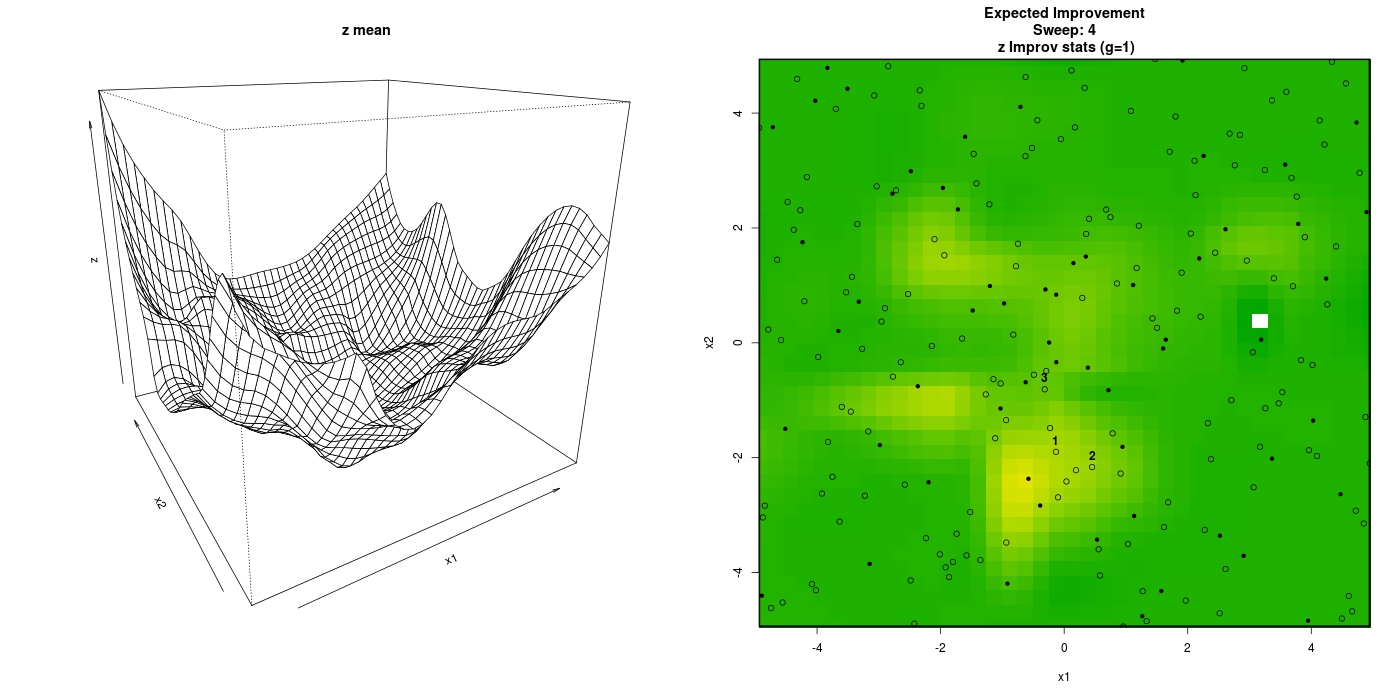 z mean
z
x2
x1
Expected Improvement
Sweep: 4
z Improv stats (g=1)
4
2
0
-2
-4
x2
3
1
2
-4
-2
0
2
4
x1